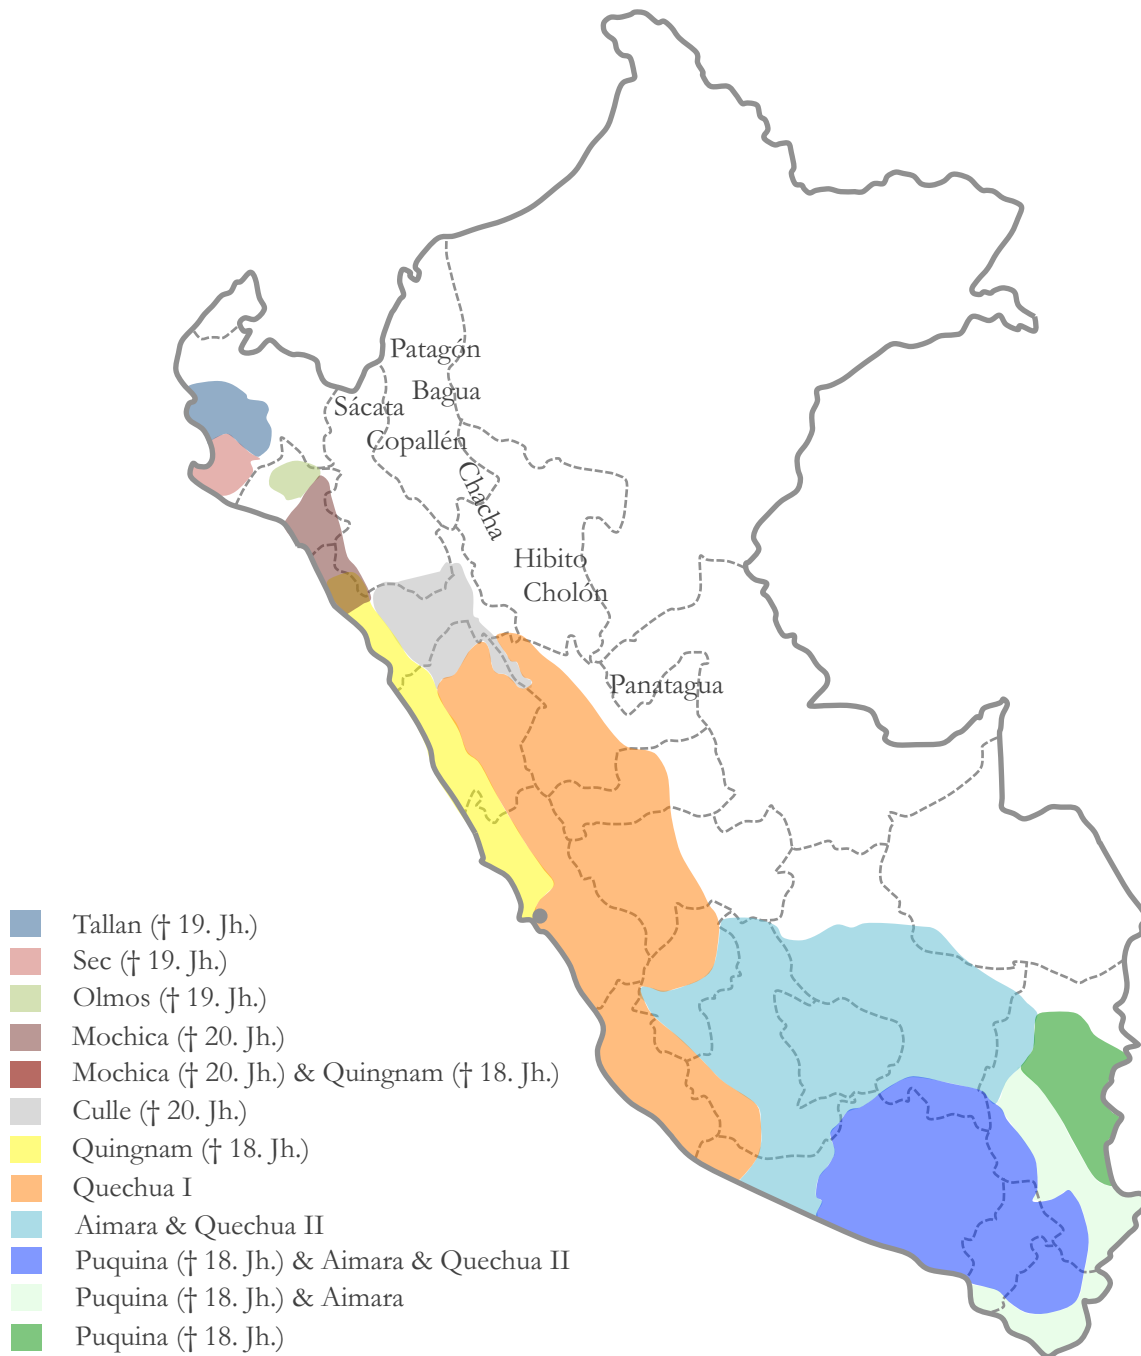 Patagón
Bagua
Sácata
Copallén
Chacha
Hibito
Cholón
Panatagua
Tallan († 19. Jh.)
Sec († 19. Jh.)
Olmos († 19. Jh.)
Mochica († 20. Jh.)
Mochica († 20. Jh.) & Quingnam († 18. Jh.)
Culle († 20. Jh.)
Quingnam († 18. Jh.)
Quechua I
Aimara & Quechua II
Puquina († 18. Jh.) & Aimara & Quechua II
Puquina († 18. Jh.) & Aimara
Puquina († 18. Jh.)